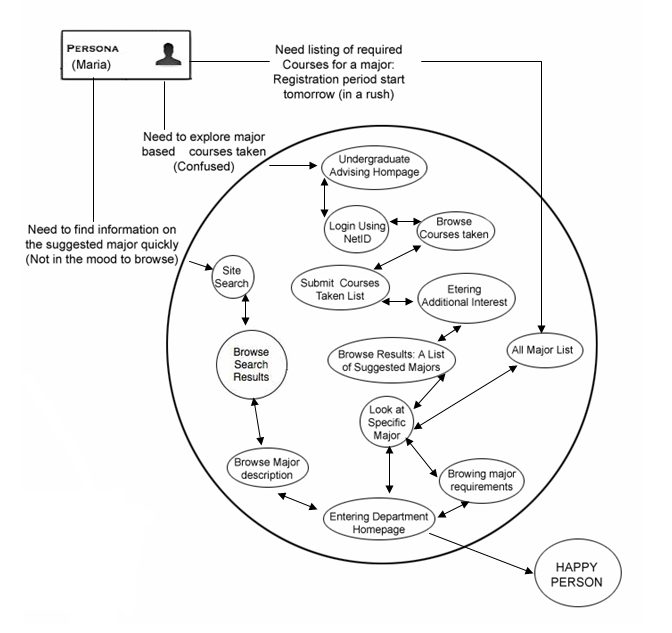 PERSONA
(Maria)
Need listing of required
Courses for a major:
Registration period start
tomorrow (in a rush)
Need to explore major
based courses taken
(Confused)
Undergraduate
Advising Hompage
Login Using
NetID
Browse
Courses taken
Need to find information on
the suggested major quickly
(Not in the mood to browse)
Site
Search
Submit Courses
Taken List
Etering
Additional Interest
Browse
Search
Results
Browse Results: A List
of Suggested Majors
All Major List
Look at
Specific
Major
Browse Major
description
Browing major
requirements
Entering Department
Homepage
HAPPY
PERSON